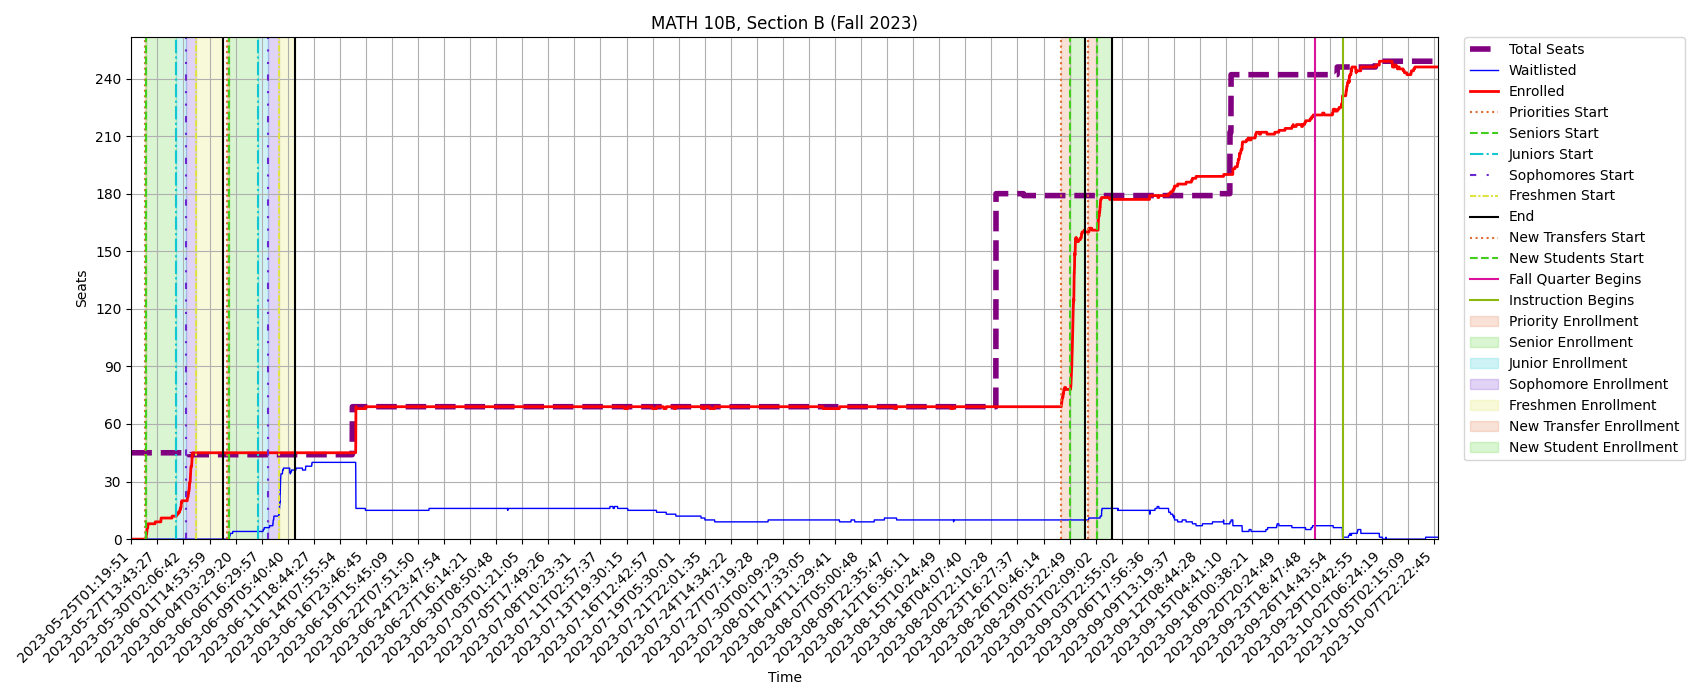 MATH 10B, Section B (Fall 2023)
Seats
240
210
180
150
120
90
60
30
0
2023-05-25T01:19:51
2023-05-27T13:43:27
2023-05-30T02:06:42
2023-06-01T14:53:59
2023-06-04T03:29:20
2023-06-06T16:29:57
2023-06-09T05:40:40
2023-06-11T18:44:27
2023-06-14T07:55:54
2023-06-16T23:46:45
2023-06-19T15:45:09
2023-06-22T07:51:50
2023-06-24T23:47:54
2023-06-27T16:14:21
2023-06-30T08:50:48
2023-07-03T01:21:05
2023-07-05T17:49:26
2023-07-08T10:23:31
2023-07-11T02:57:37
2023-07-13T19:30:15
2023-07-16T12:42:57
2023-07-19T05:30:01
2023-07-21T22:01:35
2023-07-24T14:34:22
2023-07-27T07:19:28
2023-07-30T00:09:29
2023-08-01T17:33:05
2023-08-04T11:29:41
2023-08-07T05:00:48
2023-08-09T22:35:47
2023-08-12T16:36:11
2023-08-15T10:24:49
2023-08-18T04:07:40
2023-08-20T22:10:28
2023-08-23T16:27:37
2023-08-26T10:46:14
2023-08-29T05:22:49
2023-09-01T02:09:02
2023-09-03T22:55:02
2023-09-06T17:56:36
2023-09-09T13:19:37
2023-09-12T08:44:28
2023-09-15T04:41:10
2023-09-18T00:38:21
2023-09-20T20:24:49
2023-09-23T18:47:48
2023-09-26T14:43:54
2023-09-29T10:42:55
2023-10-02T06:24:19
2023-10-05T02:15:09
2023-10-07T22:22:45
Time
Total Seats
Waitlisted
Enrolled
Priorities Start
Seniors Start
Juniors Start
Sophomores Start
Freshmen Start
End
New Transfers Start
New Students Start
Fall Quarter Begins
Instruction Begins
Priority Enrollment
Senior Enrollment
Junior Enrollment
Sophomore Enrollment
Freshmen Enrollment
New Transfer Enrollment
New Student Enrollment